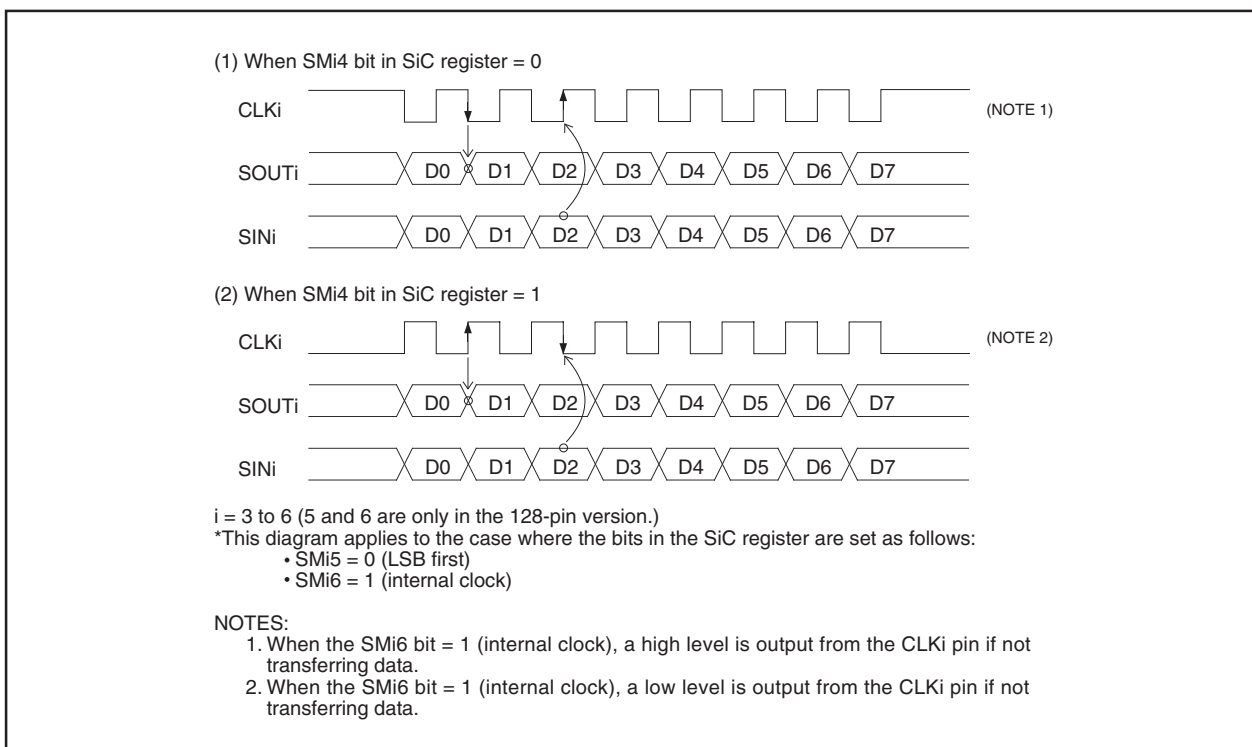 (1) When SMi4 bit in SiC register = 0
CLKi
(NOTE 1)
SOUTi D0 D1 D2 D3 D4 D5 D6 D7
SINi D0 D1 D2 D3 D4 D5 D6 D7
(2) When SMi4 bit in SiC register = 1
CLKi
(NOTE 2)
SOUTi D0 D1 D2 D3 D4 D5 D6 D7
SINi D0 D1 D2 D3 D4 D5 D6 D7
i = 3 to 6 (5 and 6 are only in the 128-pin version.)
*This diagram applies to the case where the bits in the SiC register are set as follows:
• SMi5 = 0 (LSB first)
• SMi6 = 1 (internal clock)
NOTES:
1. When the SMi6 bit = 1 (internal clock), a high level is output from the CLKi pin if not
transferring data.
2. When the SMi6 bit = 1 (internal clock), a low level is output from the CLKi pin if not
transferring data.